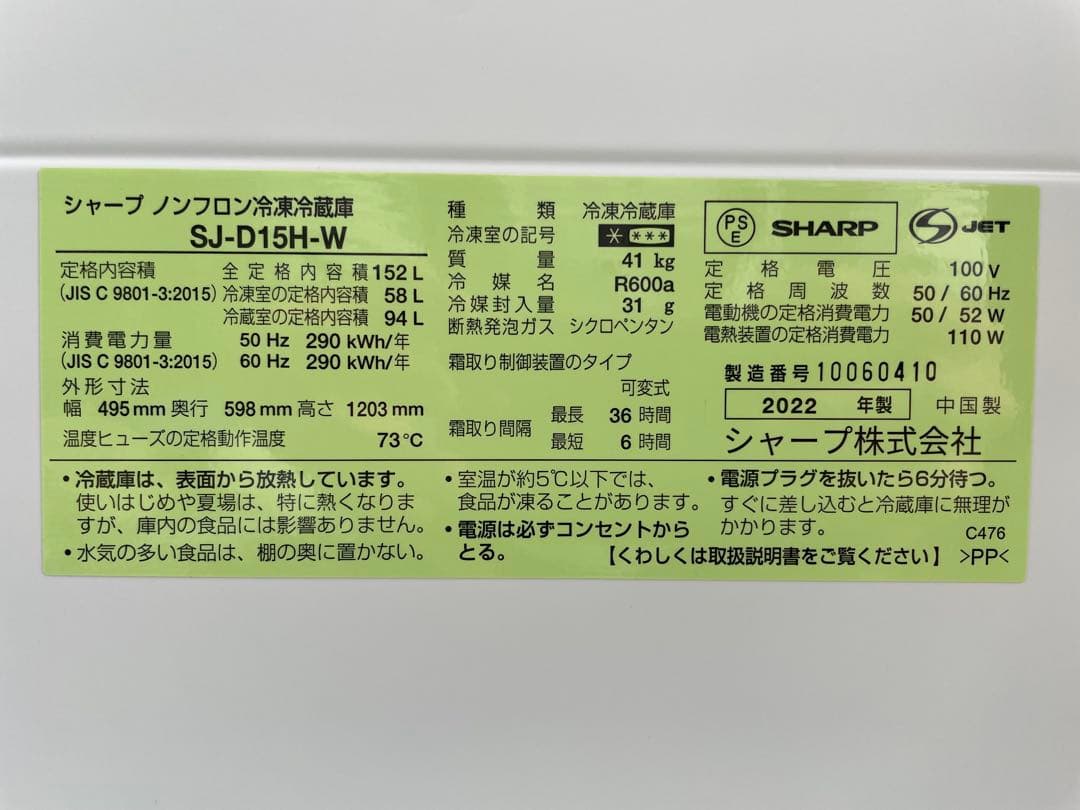 シャープ ノンフロン冷凍冷蔵庫
SJ-D15H-W
定格内容積 全定格内容積 152 L
(JIS C 9801-3:2015) 冷凍室の定格内容積 58 L
冷蔵室の定格内容積 94 L
消費電力量 50 Hz 290 kWh/年
(JIS C 9801-3:2015) 60 Hz 290 kWh/年
外形寸法
幅 495 mm 奥行 598 mm 高さ 1203 mm
温度ヒューズの定格動作温度 73℃
種類 冷凍冷蔵庫
冷凍室の記号 * ***
質量 41 kg
冷媒名 R600a
冷媒封入量 31 g
断熱発泡ガス シクロペンタン
霜取り制御装置のタイプ
可変式
霜取り間隔 最長 36 時間
最短 6 時間
PSE SHARP JET
定格電圧 100 V
定格周波数 50 / 60 Hz
電動機の定格消費電力 50 / 52 W
電熱装置の定格消費電力 110 W
製造番号 10060410
2022 年製 中国製
シャープ株式会社
・冷蔵庫は、表面から放熱しています。
使いはじめや夏場は、特に熱くなりま
すが、庫内の食品には影響ありません。
・水気の多い食品は、棚の奥に置かない。
・室温が約5℃以下では、
食品が凍ることがあります。
・電源は必ずコンセントから
とる。
・電源プラグを抜いたら6分待つ。
すぐに差し込むと冷蔵庫に無理が
かかります。
C476
【くわしくは取扱説明書をご覧ください】 >PP<